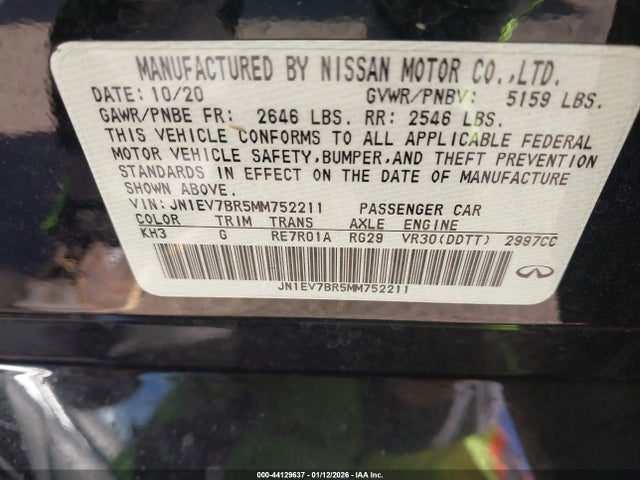 MANUFACTURED BY NISSAN MOTOR CO.,LTD.
DATE: 10/20 GVWR/PNBV: 5159 LBS.
GAWR/PNBE FR: 2646 LBS. RR: 2546 LBS.
THIS VEHICLE CONFORMS TO ALL APPLICABLE FEDERAL
MOTOR VEHICLE SAFETY,BUMPER,AND THEFT PREVENTION
STANDARDS IN EFFECT ON THE DATE OF MANUFACTURE
SHOWN ABOVE.
VIN: JN1EV7BR5MM752211 PASSENGER CAR
COLOR TRIM TRANS AXLE ENGINE
KH3 G RE7R01A RG29 VR30(DDTT) 2997CC
JN1EV7BR5MM752211
000-44129637 - 01/12/2026 - IAA Inc.